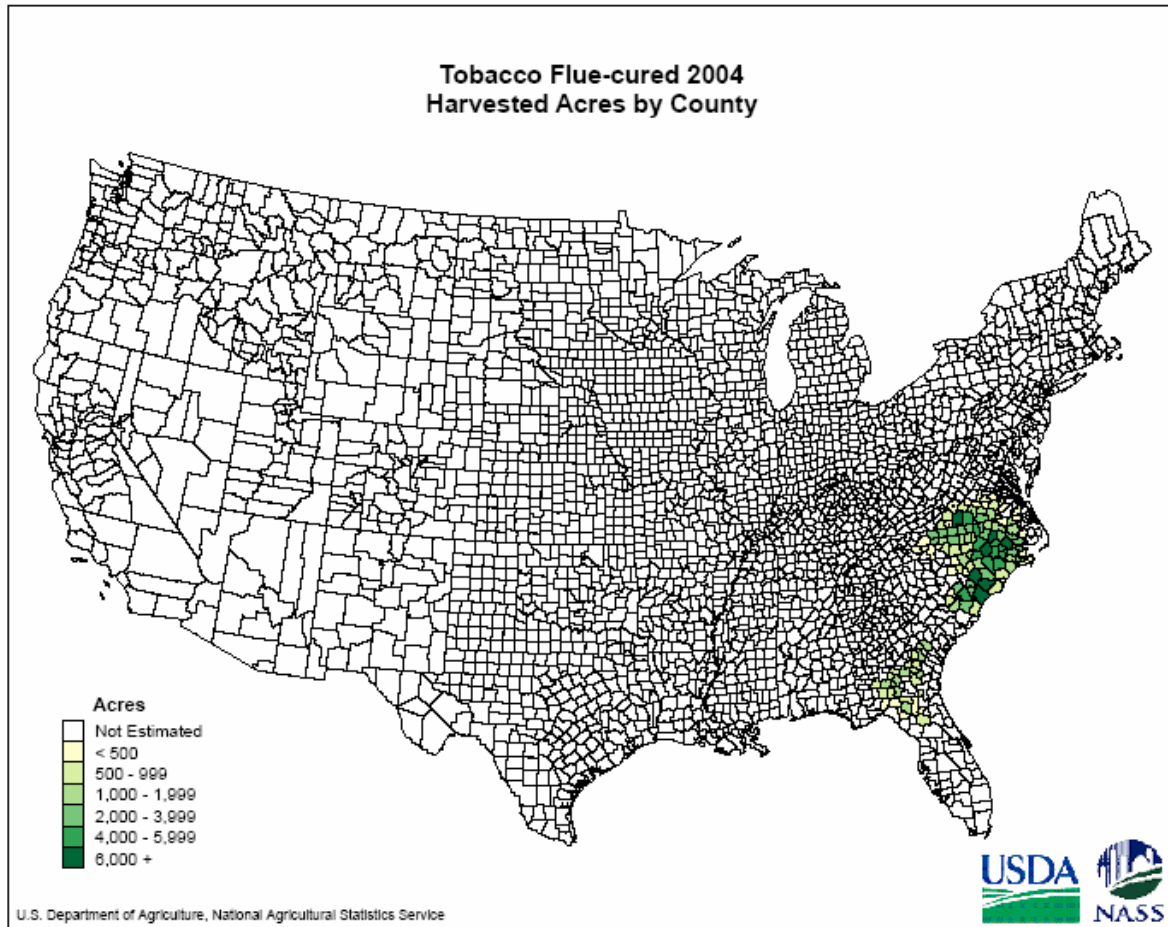 Tobacco Flue-cured 2004
Harvested Acres by County
Acres
Not Estimated
< 500
500 - 999
1,000 - 1,999
2,000 - 3,999
4,000 - 5,999
6,000 +
U.S. Department of Agriculture, National Agricultural Statistics Service
USDA
NASS